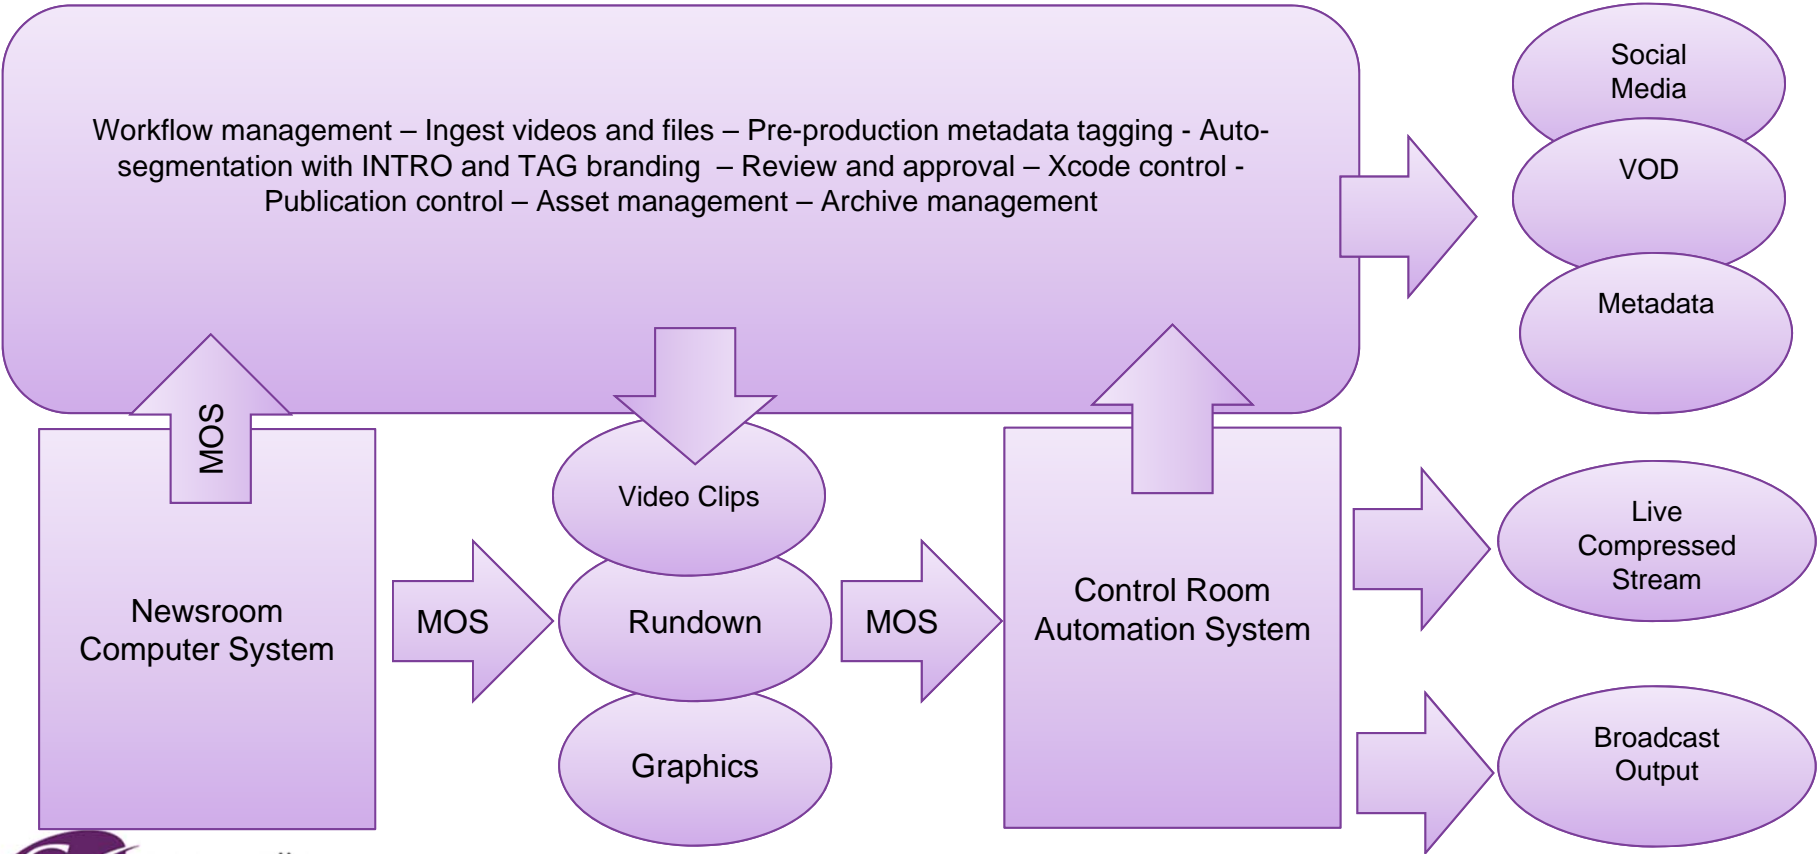 Workflow management – Ingest videos and files – Pre-production metadata tagging - Auto-
segmentation with INTRO and TAG branding – Review and approval – Xcode control -
Publication control – Asset management – Archive management
Social
Media
VOD
Metadata
MOS
Newsroom
Computer System
MOS
Video Clips
Rundown
Graphics
MOS
Control Room
Automation System
Live
Compressed
Stream
Broadcast
Output